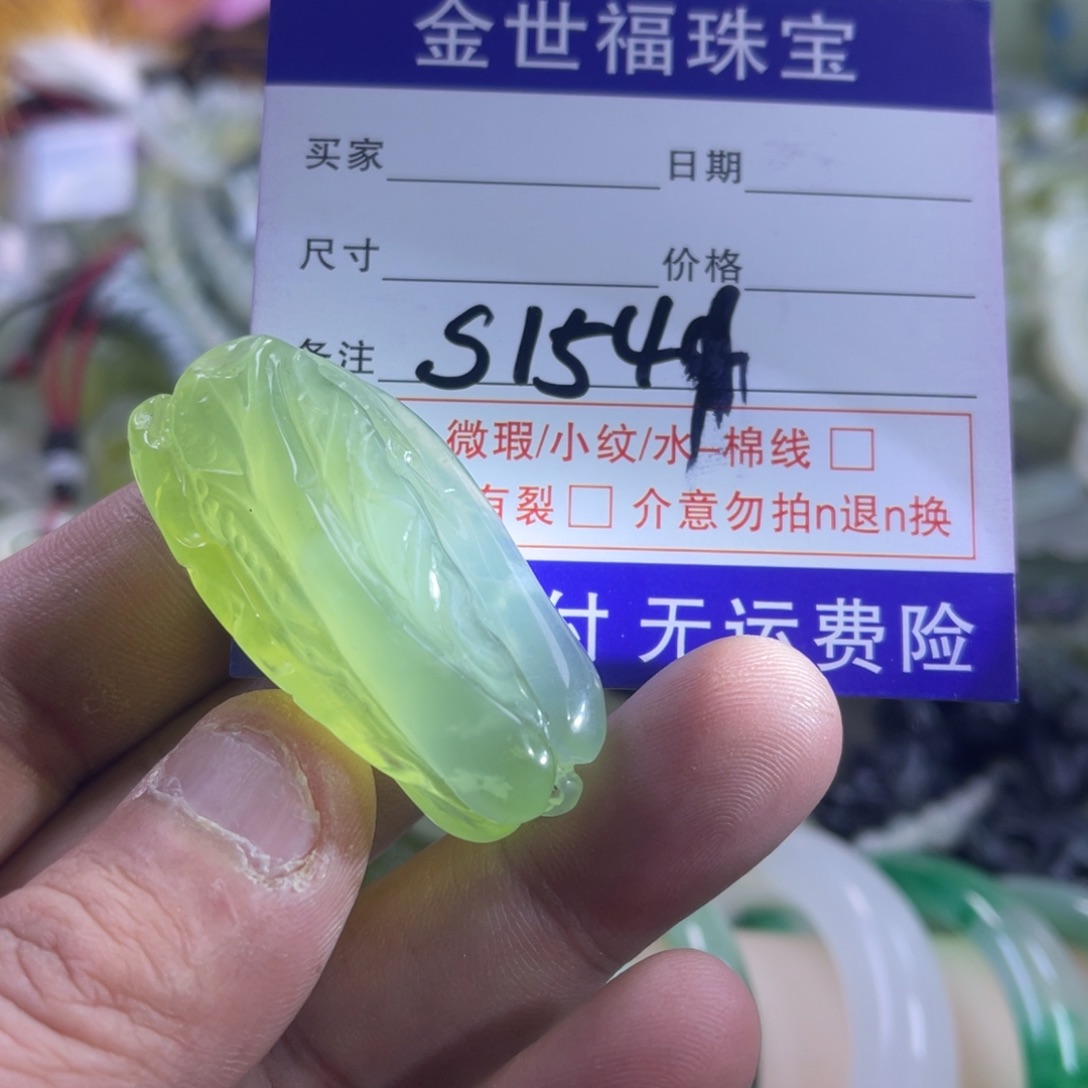 金世福珠宝
买家 日期
尺寸 价格
备注 S154
微瑕/小纹/水 棉线 □
有裂 □ 介意勿拍n退n换
付 无运费险